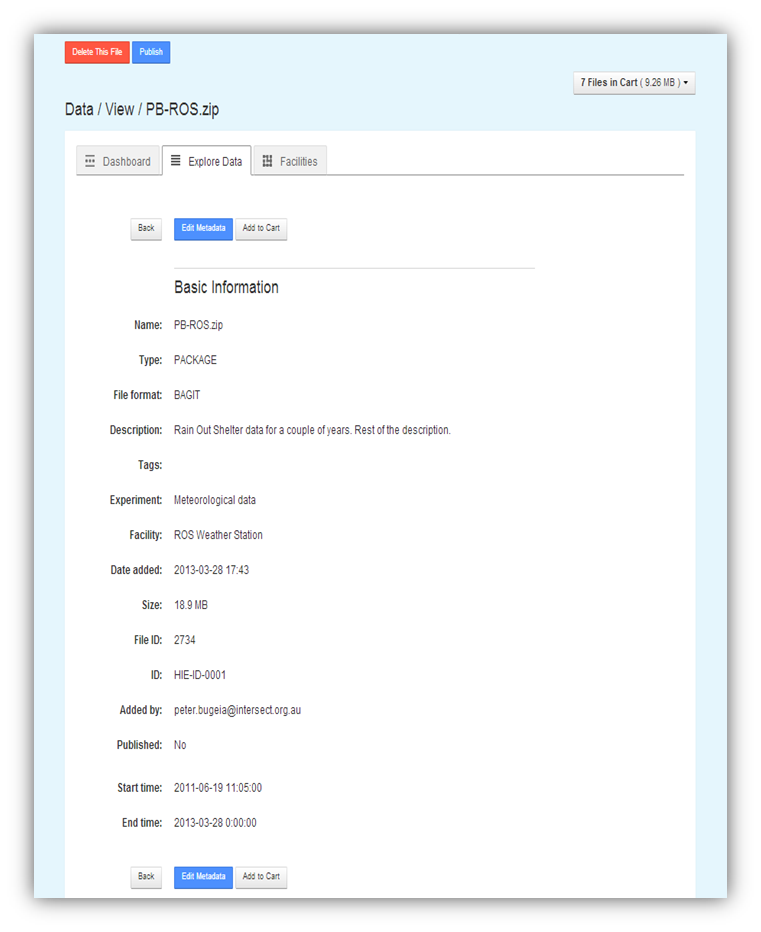 Delete This File Publish
7 Files in Cart ( 9.26 MB )
Data / View / PB-ROS.zip
Dashboard Explore Data Facilities
Back Edit Metadata Add to Cart
Basic Information
Name: PB-ROS.zip
Type: PACKAGE
File format: BAGIT
Description: Rain Out Shelter data for a couple of years. Rest of the description.
Tags:
Experiment: Meteorological data
Facility: ROS Weather Station
Date added: 2013-03-28 17:43
Size: 18.9 MB
File ID: 2734
ID: HIE-ID-0001
Added by: peter.bugeia@intersect.org.au
Published: No
Start time: 2011-06-19 11:05:00
End time: 2013-03-28 0:00:00
Back Edit Metadata Add to Cart